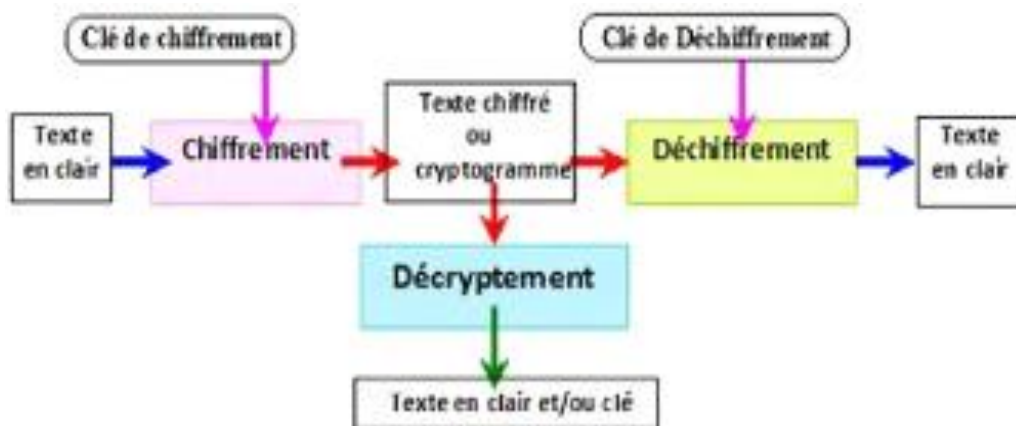 Clé de chiffrement
Clé de Déchiffrement
Texte
en clair
Chiffrement
Texte chiffré
ou
cryptogramme
Déchiffrement
Texte
en clair
Décryptement
Texte en clair et/ou clé